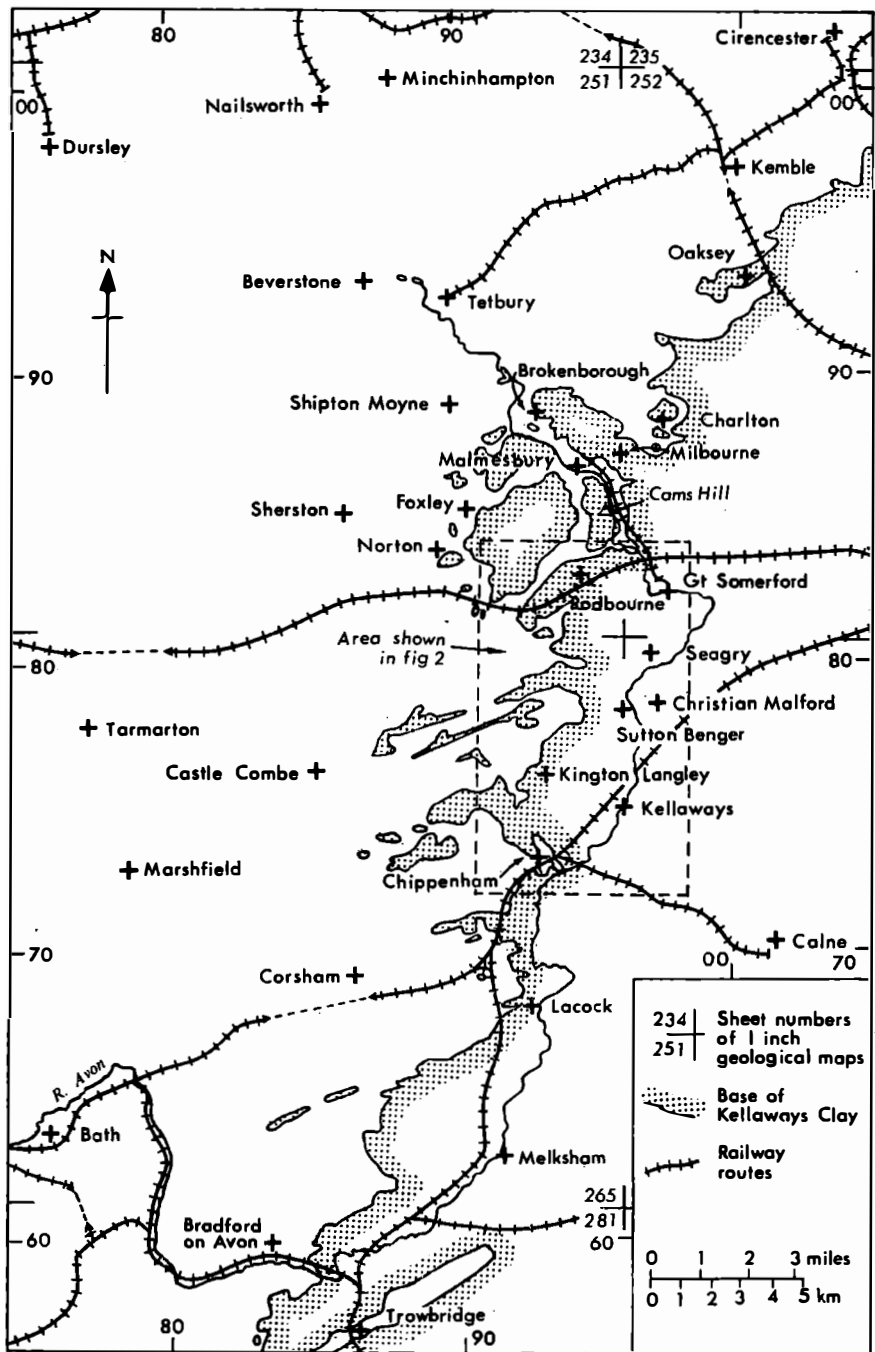 80
90
Cirencester
234 235
251 252
Minchinhampton
00
00
Nailsworth
Dursley
Kemble
N
Oaksey
Beverstone
Tetbury
90
Brokenborough
90
Shipton Moyne
Charlton
Malmesbury
Milbourne
Cams Hill
Sherston
Foxley
Norton
Gt Somerford
Rodbourne
Area shown
in fig 2
80
Seagry
80
Christian Malford
Tarmarton
Sutton Benger
Castle Combe
Kington Langley
Kellaways
Marshfield
Chippenham
Calne
70
00
70
Corsham
Lacock
234
251
Sheet numbers
of 1 inch
geological maps
R. Avon
Base of
Kellaways Clay
Bath
Railway
routes
Melksham
265
281
60
Bradford
on Avon
60
0 1 2 3 miles
0 1 2 3 4 5 km
Trowbridge
80
90